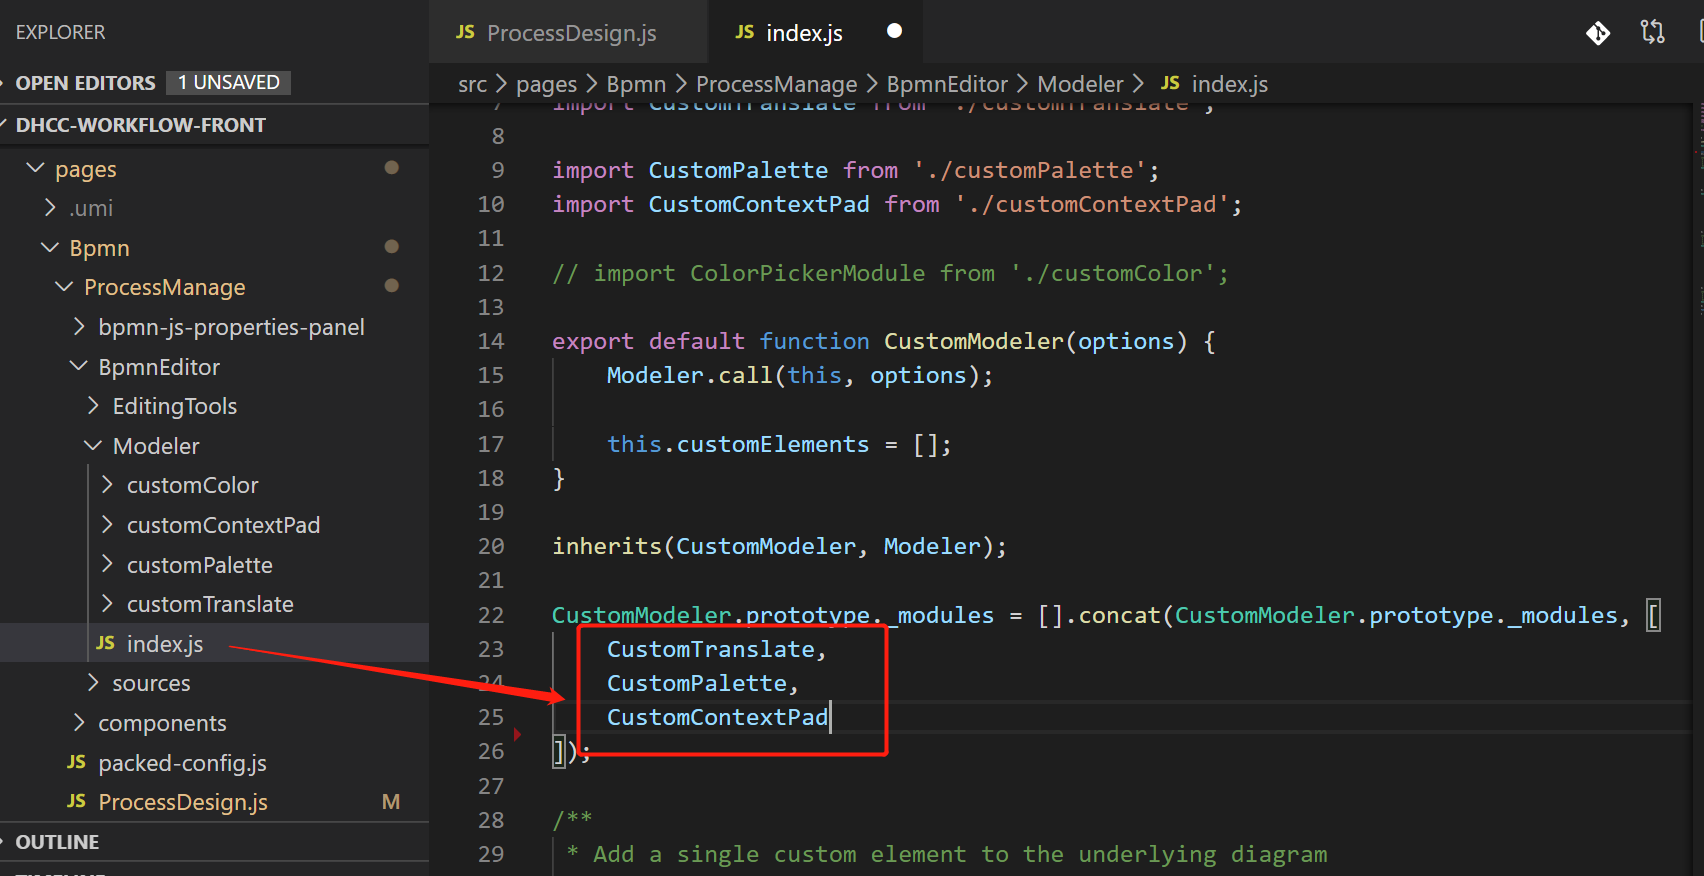 EXPLORER
OPEN EDITORS 1 UNSAVED
DHCC-WORKFLOW-FRONT
pages
.umi
Bpmn
ProcessManage
bpmn-js-properties-panel
BpmnEditor
EditingTools
Modeler
customColor
customContextPad
customPalette
customTranslate
JS index.js
sources
components
JS packed-config.js
JS ProcessDesign.js M
OUTLINE
TIMELINE
JS ProcessDesign.js
JS index.js
src > pages > Bpmn > ProcessManage > BpmnEditor > Modeler > JS index.js
7 import CustomTranslate from './customTranslate';
8
9 import CustomPalette from './customPalette';
10 import CustomContextPad from './customContextPad';
11
12 // import ColorPickerModule from './customColor';
13
14 export default function CustomModeler(options) {
15 Modeler.call(this, options);
16
17 this.customElements = [];
18 }
19
20 inherits(CustomModeler, Modeler);
21
22 CustomModeler.prototype._modules = [].concat(CustomModeler.prototype._modules, [
23 CustomTranslate,
24 CustomPalette,
25 CustomContextPad
26 ]);
27
28 /**
29 * Add a single custom element to the underlying diagram